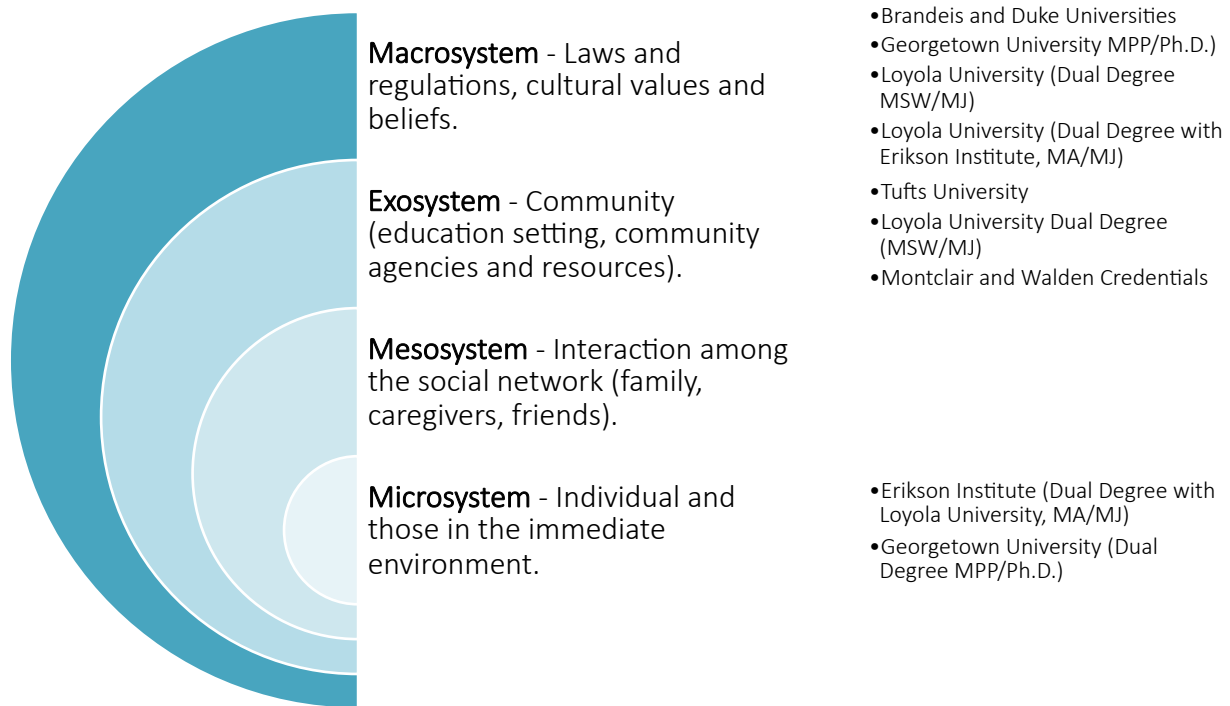 Macrosystem - Laws and
regulations, cultural values and
beliefs.
•Brandeis and Duke Universities
•Georgetown University MPP/Ph.D.)
•Loyola University (Dual Degree
MSW/MJ)
•Loyola University (Dual Degree with
Erikson Institute, MA/MJ)
Exosystem - Community
(education setting, community
agencies and resources).
•Tufts University
•Loyola University Dual Degree
(MSW/MJ)
•Montclair and Walden Credentials
Mesosystem - Interaction among
the social network (family,
caregivers, friends).
Microsystem - Individual and
those in the immediate
environment.
•Erikson Institute (Dual Degree with
Loyola University, MA/MJ)
•Georgetown University (Dual
Degree MPP/Ph.D.)